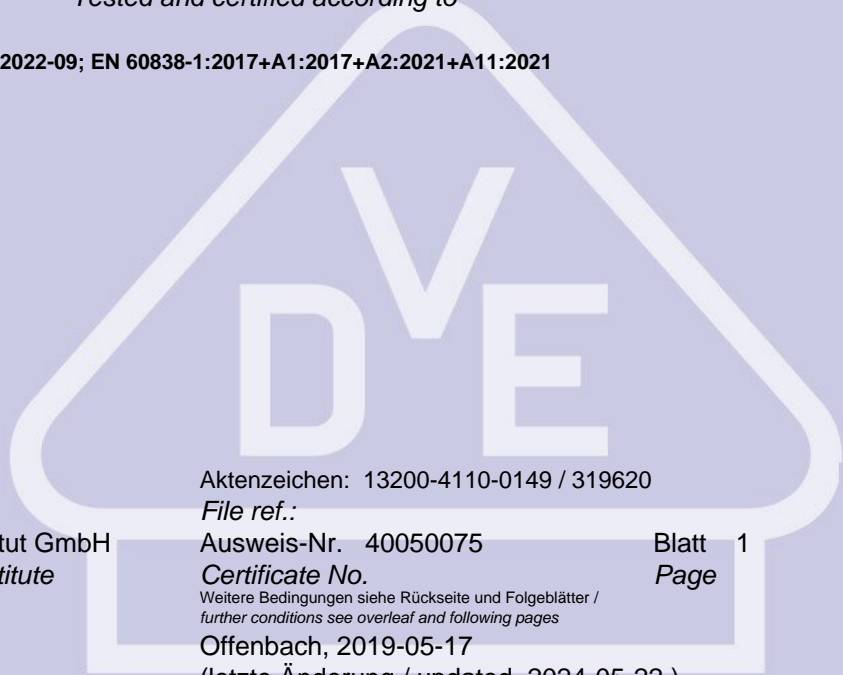 Tested and certified according to
2022-09; EN 60838-1:2017+A1:2017+A2:2021+A11:2021
VDE
Aktenzeichen: 13200-4110-0149 / 319620
File ref.:
tut GmbH Ausweis-Nr. 40050075 Blatt 1
titute Certificate No. Page
Weitere Bedingungen siehe Rückseite und Folgeblätter /
further conditions see overleaf and following pages
Offenbach, 2019-05-17
(letzte Änderung / updated 2024-05-22 )